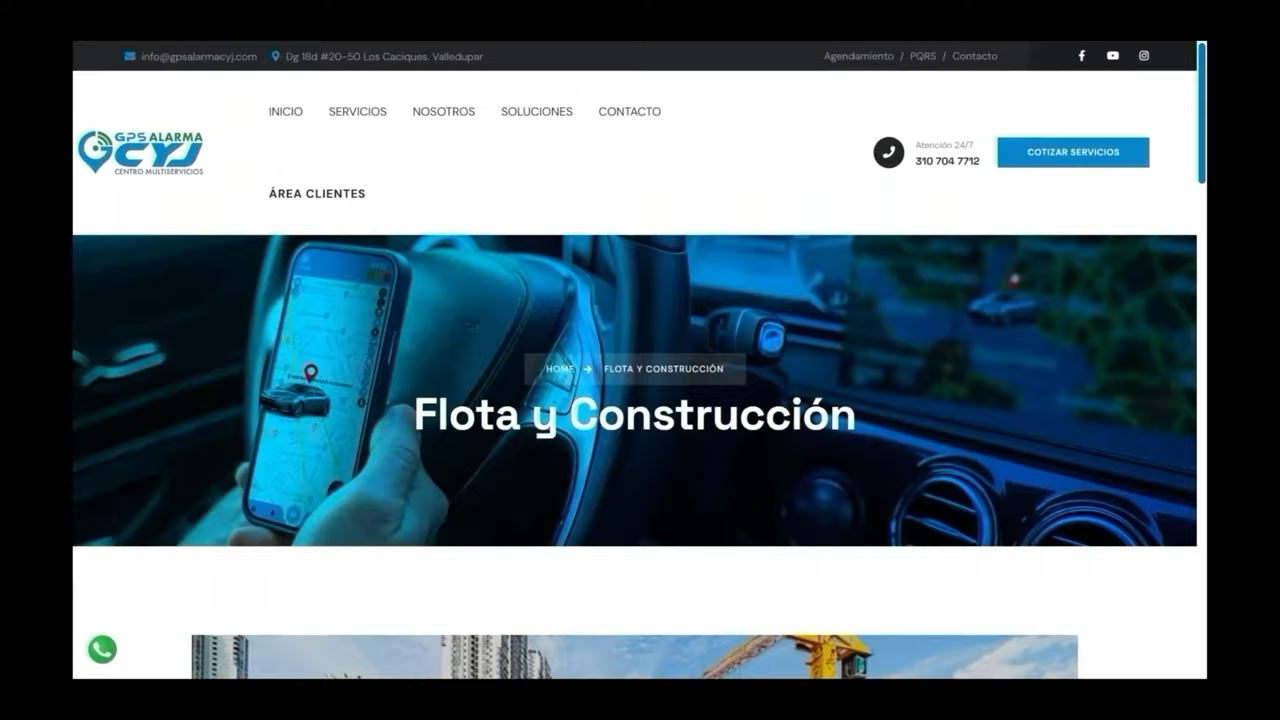 info@gpsalarmacyj.com Dg 18d #20-50 Los Caciques. Valledupar Agendamiento / PQRS / Contacto
INICIO SERVICIOS NOSOTROS SOLUCIONES CONTACTO
GPS ALARMA
CYJ
CENTRO MULTISERVICIOS
Atención 24/7
310 704 7712
COTIZAR SERVICIOS
ÁREA CLIENTES
HOME → FLOTA Y CONSTRUCCIÓN
Flota y Construcción